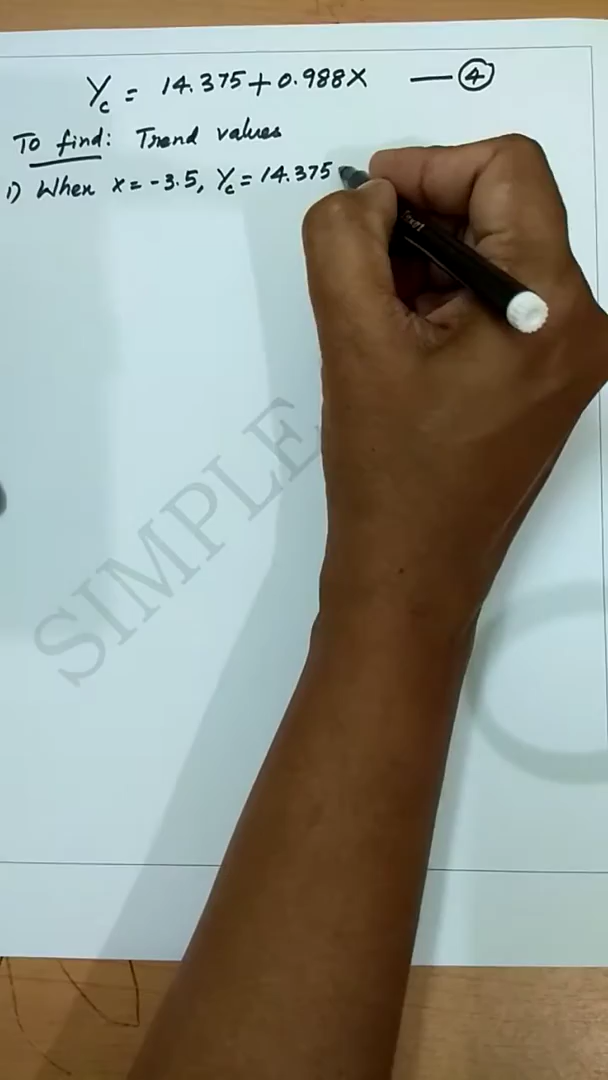 Yc = 14.375 + 0.988X —— ④
To find: Trend values
1) When x = -3.5, Yc = 14.375
SIMPLE